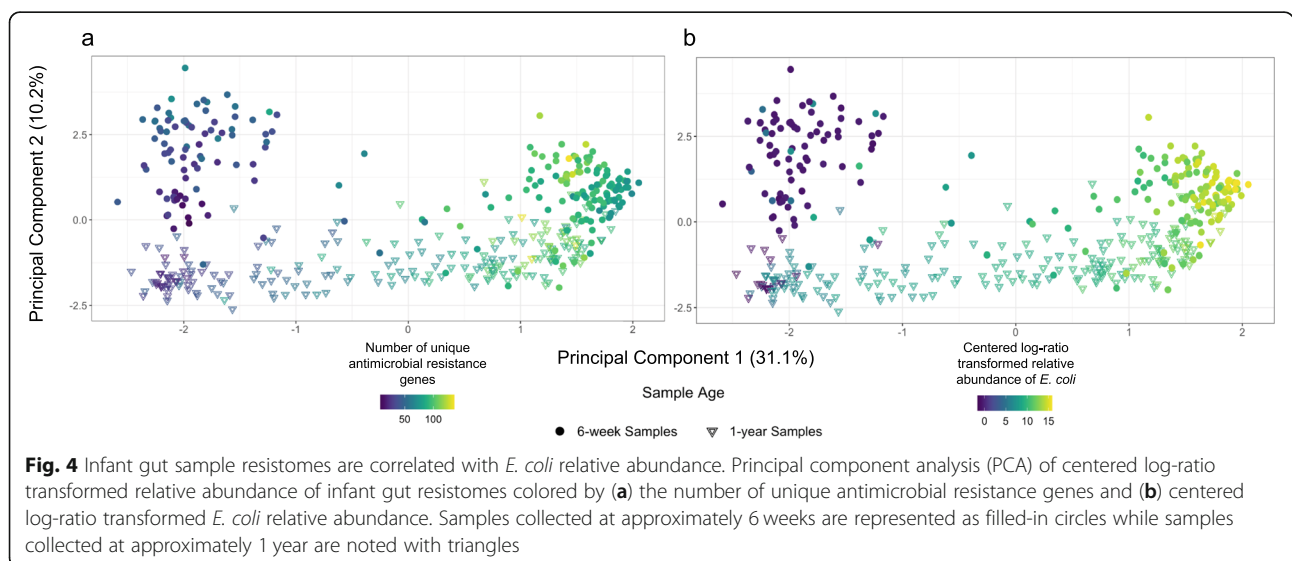 a
b
Principal Component 2 (10.2%)
2.5
0.0
-2.5
-2
-1
0
1
2
2.5
0.0
-2.5
-2
-1
0
1
2
Number of unique
antimicrobial resistance
genes
50 100
Principal Component 1 (31.1%)
Sample Age
6-week Samples 1-year Samples
Centered log-ratio
transformed relative
abundance of E. coli
0 5 10 15
Fig. 4 Infant gut sample resistomes are correlated with E. coli relative abundance. Principal component analysis (PCA) of centered log-ratio
transformed relative abundance of infant gut resistomes colored by (a) the number of unique antimicrobial resistance genes and (b) centered
log-ratio transformed E. coli relative abundance. Samples collected at approximately 6 weeks are represented as filled-in circles while samples
collected at approximately 1 year are noted with triangles